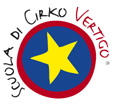 SCUOLA DI CIRKO VERTIGO
®